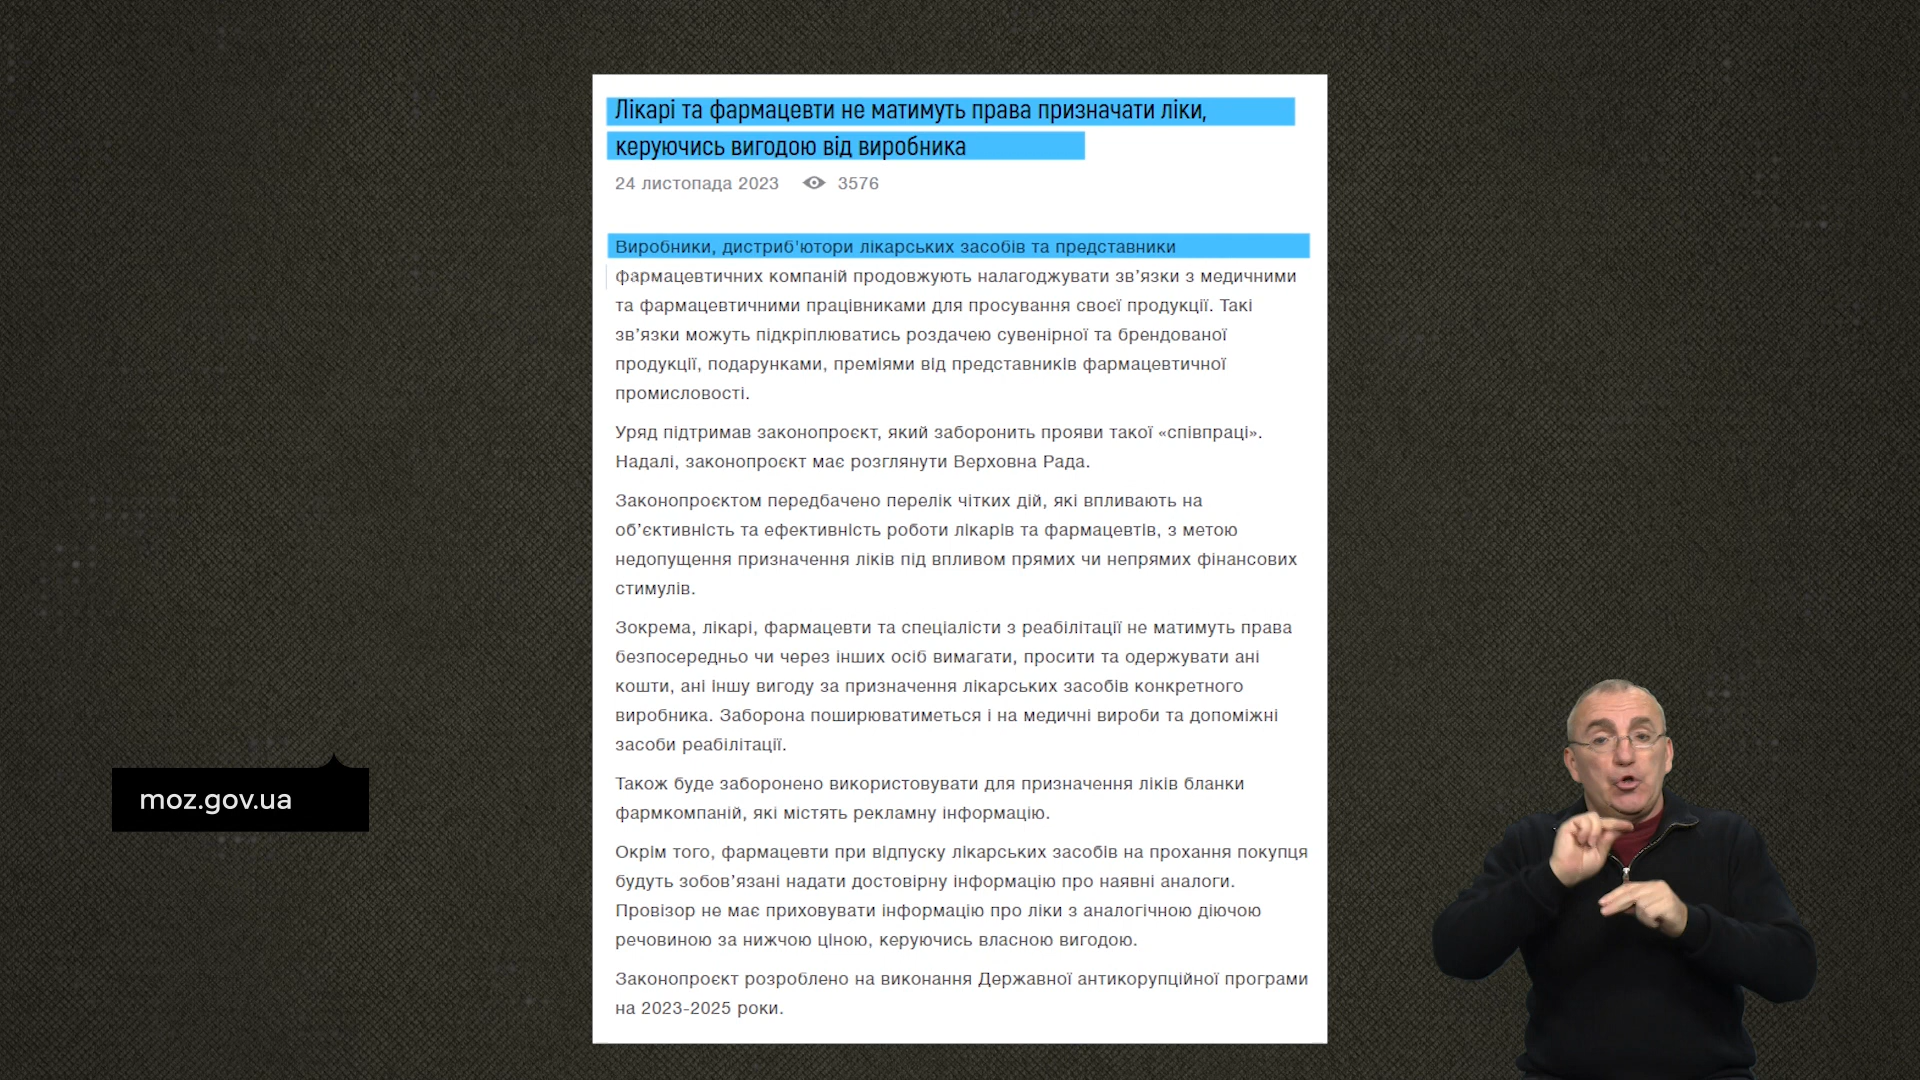 Лікарі та фармацевти не матимуть права призначати ліки,
керуючись вигодою від виробника
24 листопада 2023 3576
Виробники, дистриб’ютори лікарських засобів та представники
фармацевтичних компаній продовжують налагоджувати зв’язки з медичними
та фармацевтичними працівниками для просування своєї продукції. Такі
зв’язки можуть підкріплюватись роздачею сувенірної та брендованої
продукції, подарунками, преміями від представників фармацевтичної
промисловості.
Уряд підтримав законопроєкт, який заборонить прояви такої «співпраці».
Надалі, законопроєкт має розглянути Верховна Рада.
Законопроєктом передбачено перелік чітких дій, які впливають на
об’єктивність та ефективність роботи лікарів та фармацевтів, з метою
недопущення призначення ліків під впливом прямих чи непрямих фінансових
стимулів.
Зокрема, лікарі, фармацевти та спеціалісти з реабілітації не матимуть права
безпосередньо чи через інших осіб вимагати, просити та одержувати ані
кошти, ані іншу вигоду за призначення лікарських засобів конкретного
виробника. Заборона поширюватиметься і на медичні вироби та допоміжні
засоби реабілітації.
Також буде заборонено використовувати для призначення ліків бланки
фармкомпаній, які містять рекламну інформацію.
Окрім того, фармацевти при відпуску лікарських засобів на прохання покупця
будуть зобов’язані надати достовірну інформацію про наявні аналоги.
Провізор не має приховувати інформацію про ліки з аналогічною діючою
речовиною за нижчою ціною, керуючись власною вигодою.
Законопроєкт розроблено на виконання Державної антикорупційної програми
на 2023-2025 роки.
moz.gov.ua